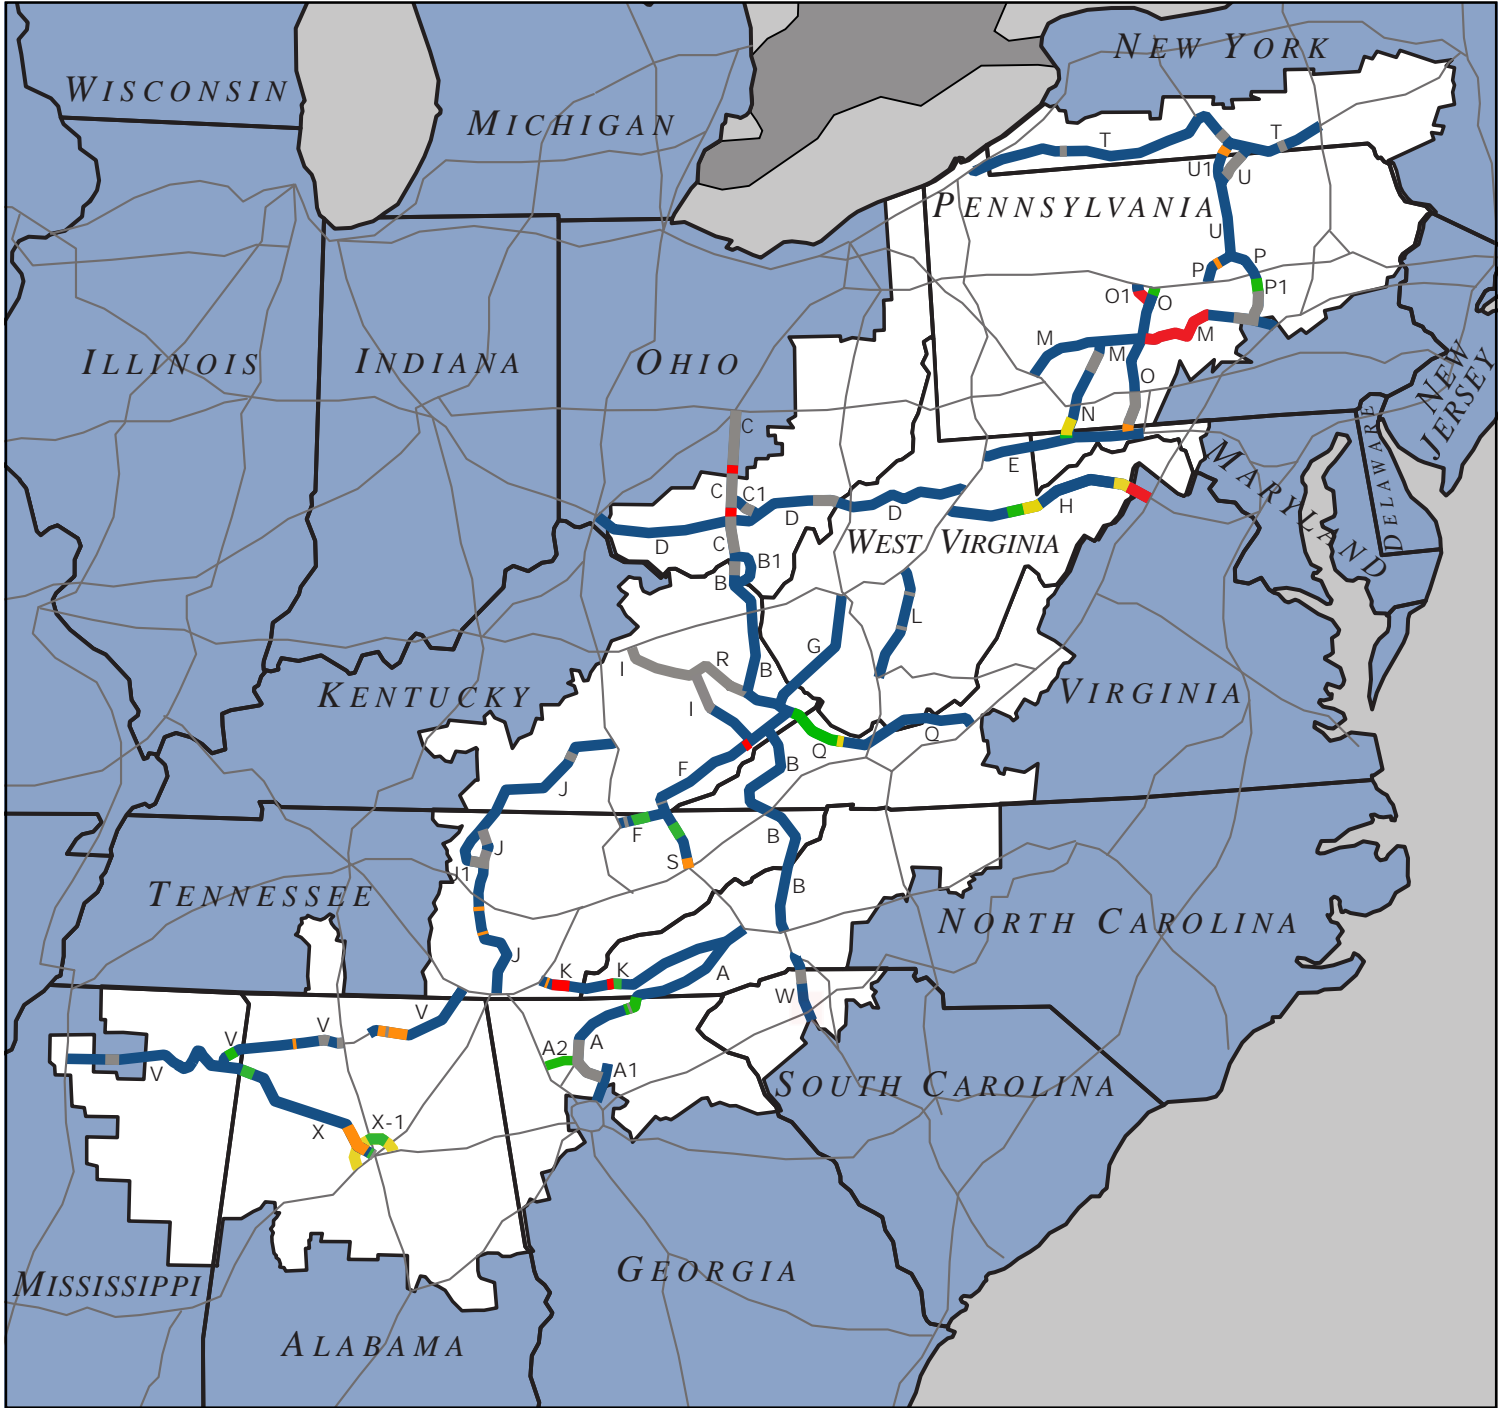 NEW YORK
WISCONSIN
MICHIGAN
T
T
U1
U
PENNSYLVANIA
U
P
P
P1
O1
O
M
M
M
ILLINOIS
INDIANA
OHIO
O
NEW
JERSEY
N
C
E
MARYLAND
DELAWARE
C
C1
H
D
D
D
WEST VIRGINIA
C
B1
B
L
G
R
I
B
KENTUCKY
VIRGINIA
I
Q
Q
F
B
J
F
B
J
S
J1
B
TENNESSEE
NORTH CAROLINA
J
K
K
A
W
V
V
V
A
A2
A1
V
SOUTH CAROLINA
X-1
X
GEORGIA
MISSISSIPPI
ALABAMA